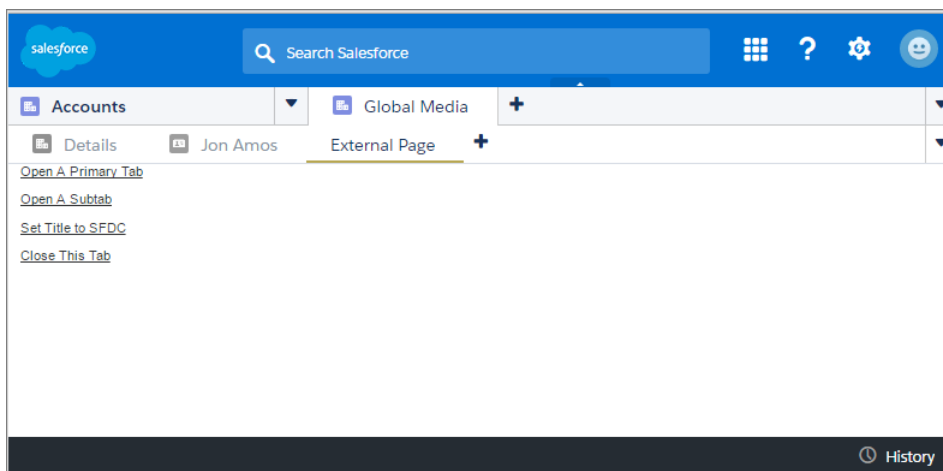 salesforce
Search Salesforce
?
Accounts
Global Media
Details
Jon Amos
External Page
Open A Primary Tab
Open A Subtab
Set Title to SFDC
Close This Tab
History